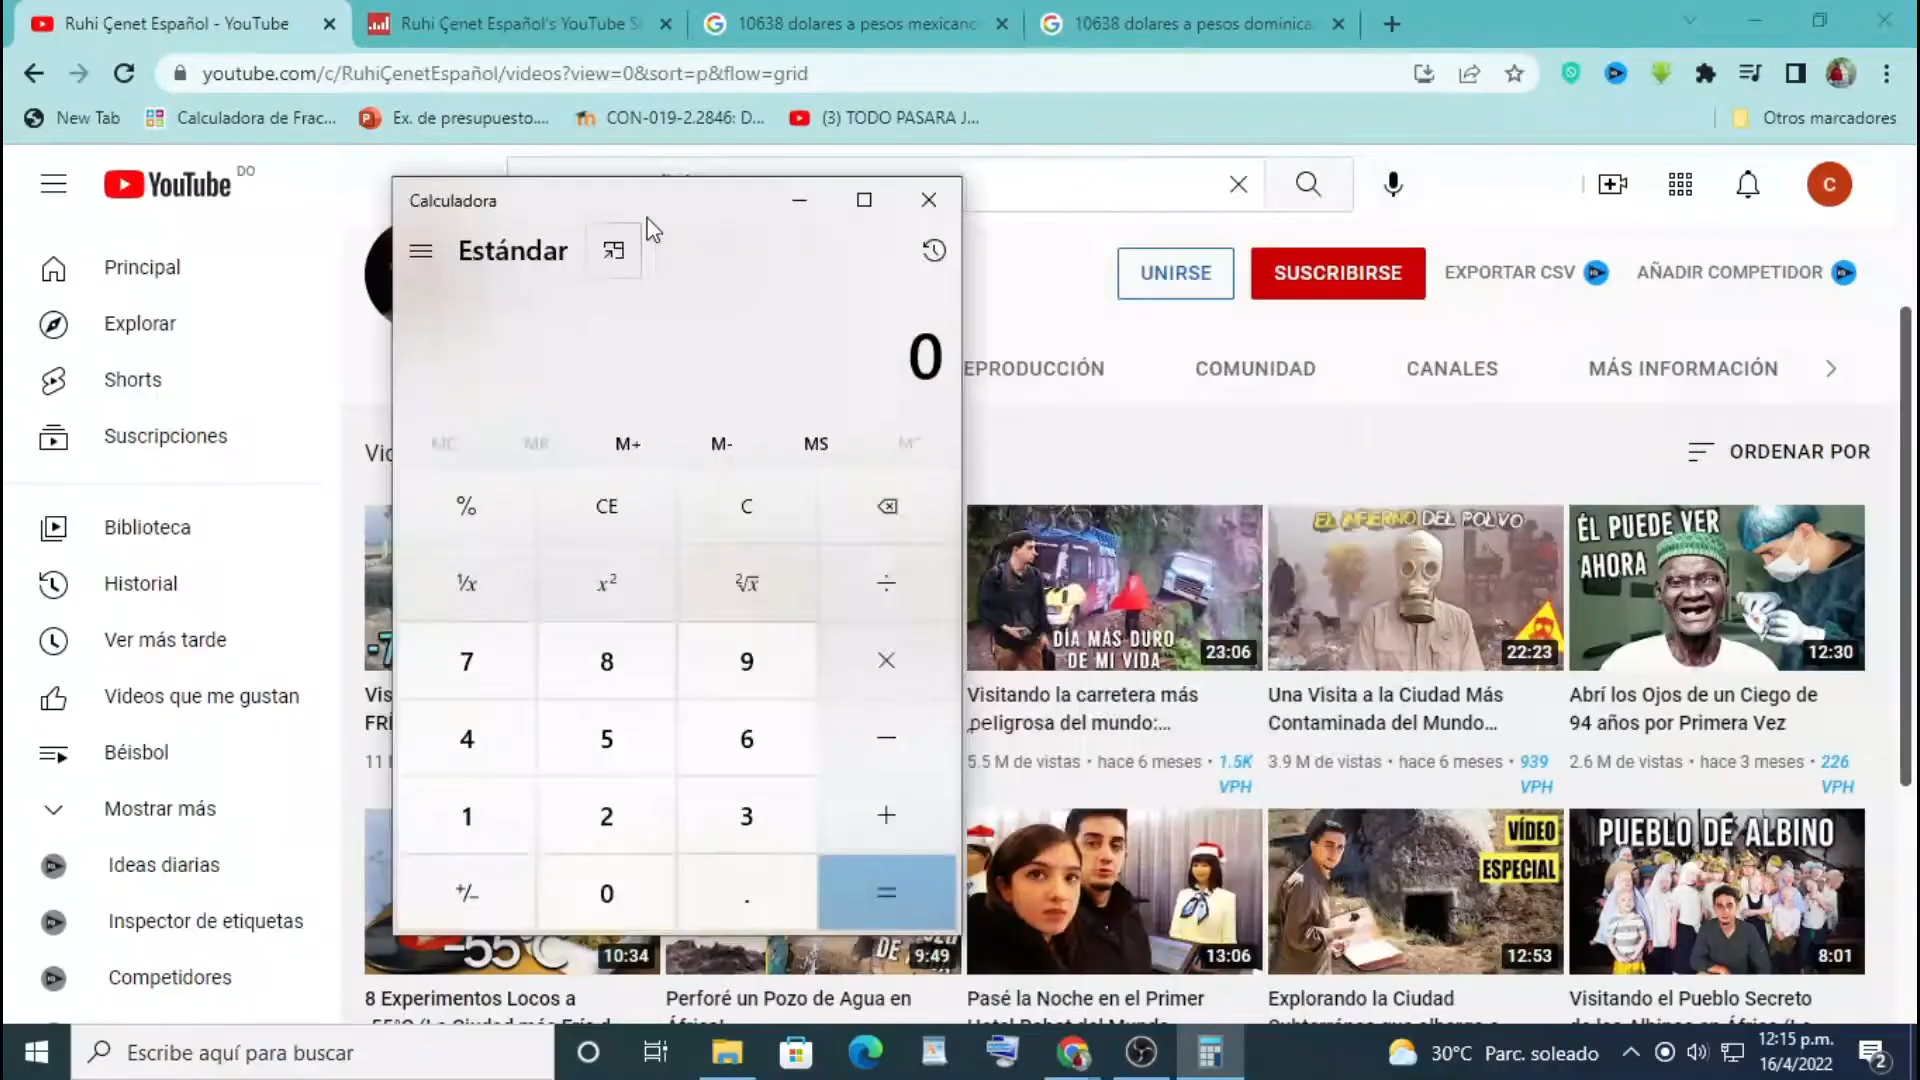 Ruhi Çenet Español - YouTube
Ruhi Çenet Español's YouTube S
10638 dolares a pesos mexicano
10638 dolares a pesos dominica
youtube.com/c/RuhiÇenetEspañol/videos?view=0&sort=p&flow=grid
New Tab
Calculadora de Frac...
Ex. de presupuesto....
CON-019-2.2846: D...
(3) TODO PASARA J...
Otros marcadores
YouTube DO
C
Calculadora
Estándar
0
MC MR M+ M- MS
% CE C
¹/x x² ²√x ÷
7 8 9 ×
4 5 6 −
1 2 3 +
+/− 0 . =
Principal
Explorar
Shorts
Suscripciones
Biblioteca
Historial
Ver más tarde
Videos que me gustan
Béisbol
Mostrar más
Ideas diarias
Inspector de etiquetas
Competidores
UNIRSE
SUSCRIBIRSE
EXPORTAR CSV
AÑADIR COMPETIDOR
EPRODUCCIÓN
COMUNIDAD
CANALES
MÁS INFORMACIÓN
ORDENAR POR
DÍA MÁS DURO
DE MI VIDA
23:06
EL INFIERNO DEL POLVO
22:23
ÉL PUEDE VER
AHORA
12:30
Visitando la carretera más
peligrosa del mundo:...
5.5 M de vistas • hace 6 meses • 1.5K
VPH
Una Visita a la Ciudad Más
Contaminada del Mundo...
3.9 M de vistas • hace 6 meses • 939
VPH
Abrí los Ojos de un Ciego de
94 años por Primera Vez
2.6 M de vistas • hace 3 meses • 226
VPH
-55°C
10:34
DE
9:49
13:06
VÍDEO
ESPECIAL
12:53
PUEBLO DE ALBINO
8:01
8 Experimentos Locos a
Perforé un Pozo de Agua en
Pasé la Noche en el Primer
Explorando la Ciudad
Visitando el Pueblo Secreto
Escribe aquí para buscar
30°C Parc. soleado
12:15 p.m.
16/4/2022
2